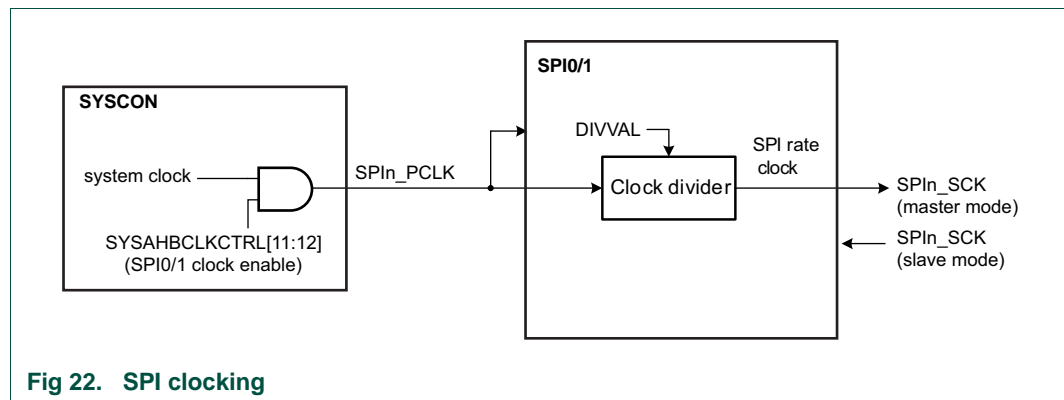 SYSCON
system clock
SYSAHBCLKCTRL[11:12]
(SPI0/1 clock enable)
SPIn_PCLK
SPI0/1
DIVVAL
Clock divider
SPI rate
clock
SPIn_SCK
(master mode)
SPIn_SCK
(slave mode)
Fig 22. SPI clocking